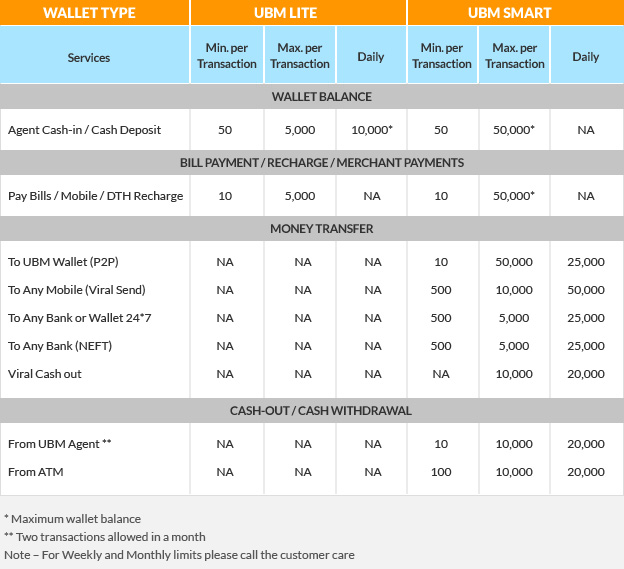 WALLET TYPE UBM LITE UBM SMART
Services Min. per Transaction Max. per Transaction Daily Min. per Transaction Max. per Transaction Daily
WALLET BALANCE
Agent Cash-in / Cash Deposit 50 5,000 10,000* 50 50,000* NA
BILL PAYMENT / RECHARGE / MERCHANT PAYMENTS
Pay Bills / Mobile / DTH Recharge 10 5,000 NA 10 50,000* NA
MONEY TRANSFER
To UBM Wallet (P2P) NA NA NA 10 50,000 25,000
To Any Mobile (Viral Send) NA NA NA 500 10,000 50,000
To Any Bank or Wallet 24*7 NA NA NA 500 5,000 25,000
To Any Bank (NEFT) NA NA NA 500 5,000 25,000
Viral Cash out NA NA NA NA 10,000 20,000
CASH-OUT / CASH WITHDRAWAL
From UBM Agent ** NA NA NA 10 10,000 20,000
From ATM NA NA NA 100 10,000 20,000
* Maximum wallet balance
** Two transactions allowed in a month
Note – For Weekly and Monthly limits please call the customer care